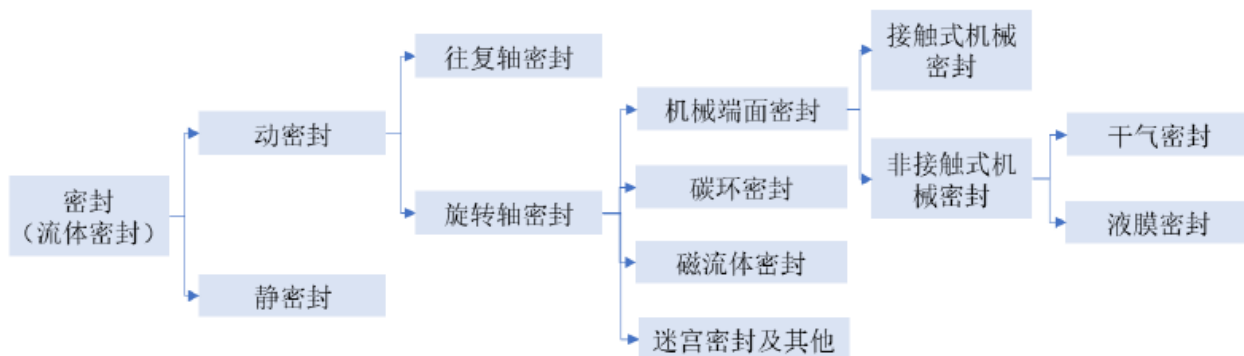 密封
（流体密封）
动密封
静密封
往复轴密封
旋转轴密封
机械端面密封
碳环密封
磁流体密封
迷宫密封及其他
接触式机械
密封
非接触式机
械密封
干气密封
液膜密封